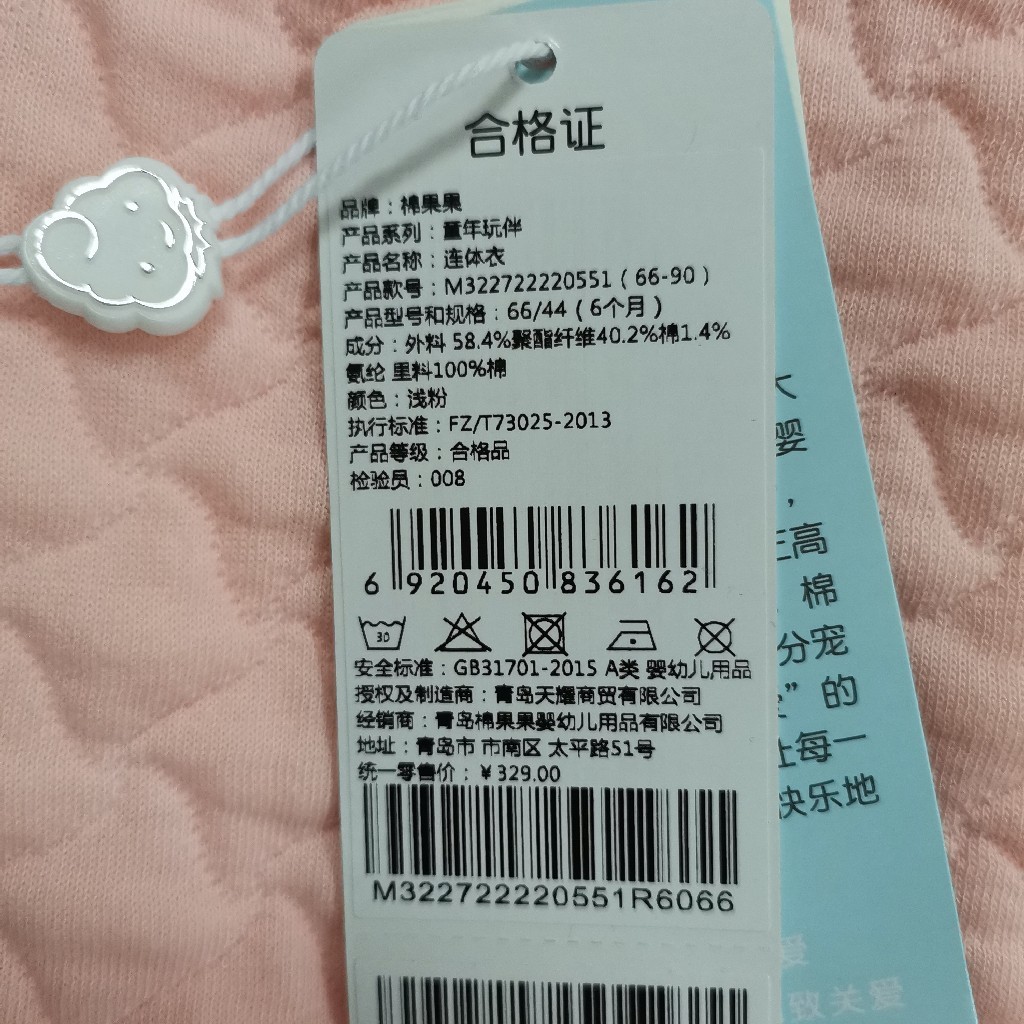 合格证
品牌：棉果果
产品系列：童年玩伴
产品名称：连体衣
产品款号：M322722220551（66-90）
产品型号和规格：66/44（6个月）
成分：外料 58.4%聚酯纤维40.2%棉1.4%
氨纶 里料100%棉
颜色：浅粉
执行标准：FZ/T73025-2013
产品等级：合格品
检验员：008
6 920450 836162
30
安全标准：GB31701-2015 A类 婴幼儿用品
授权及制造商：青岛天耀商贸有限公司
经销商：青岛棉果果婴幼儿用品有限公司
地址：青岛市 市南区 太平路51号
统一零售价：￥329.00
M322722220551R6066
大
婴
，
高
棉
分宠
”的
让每一
快乐地
爱
致关爱